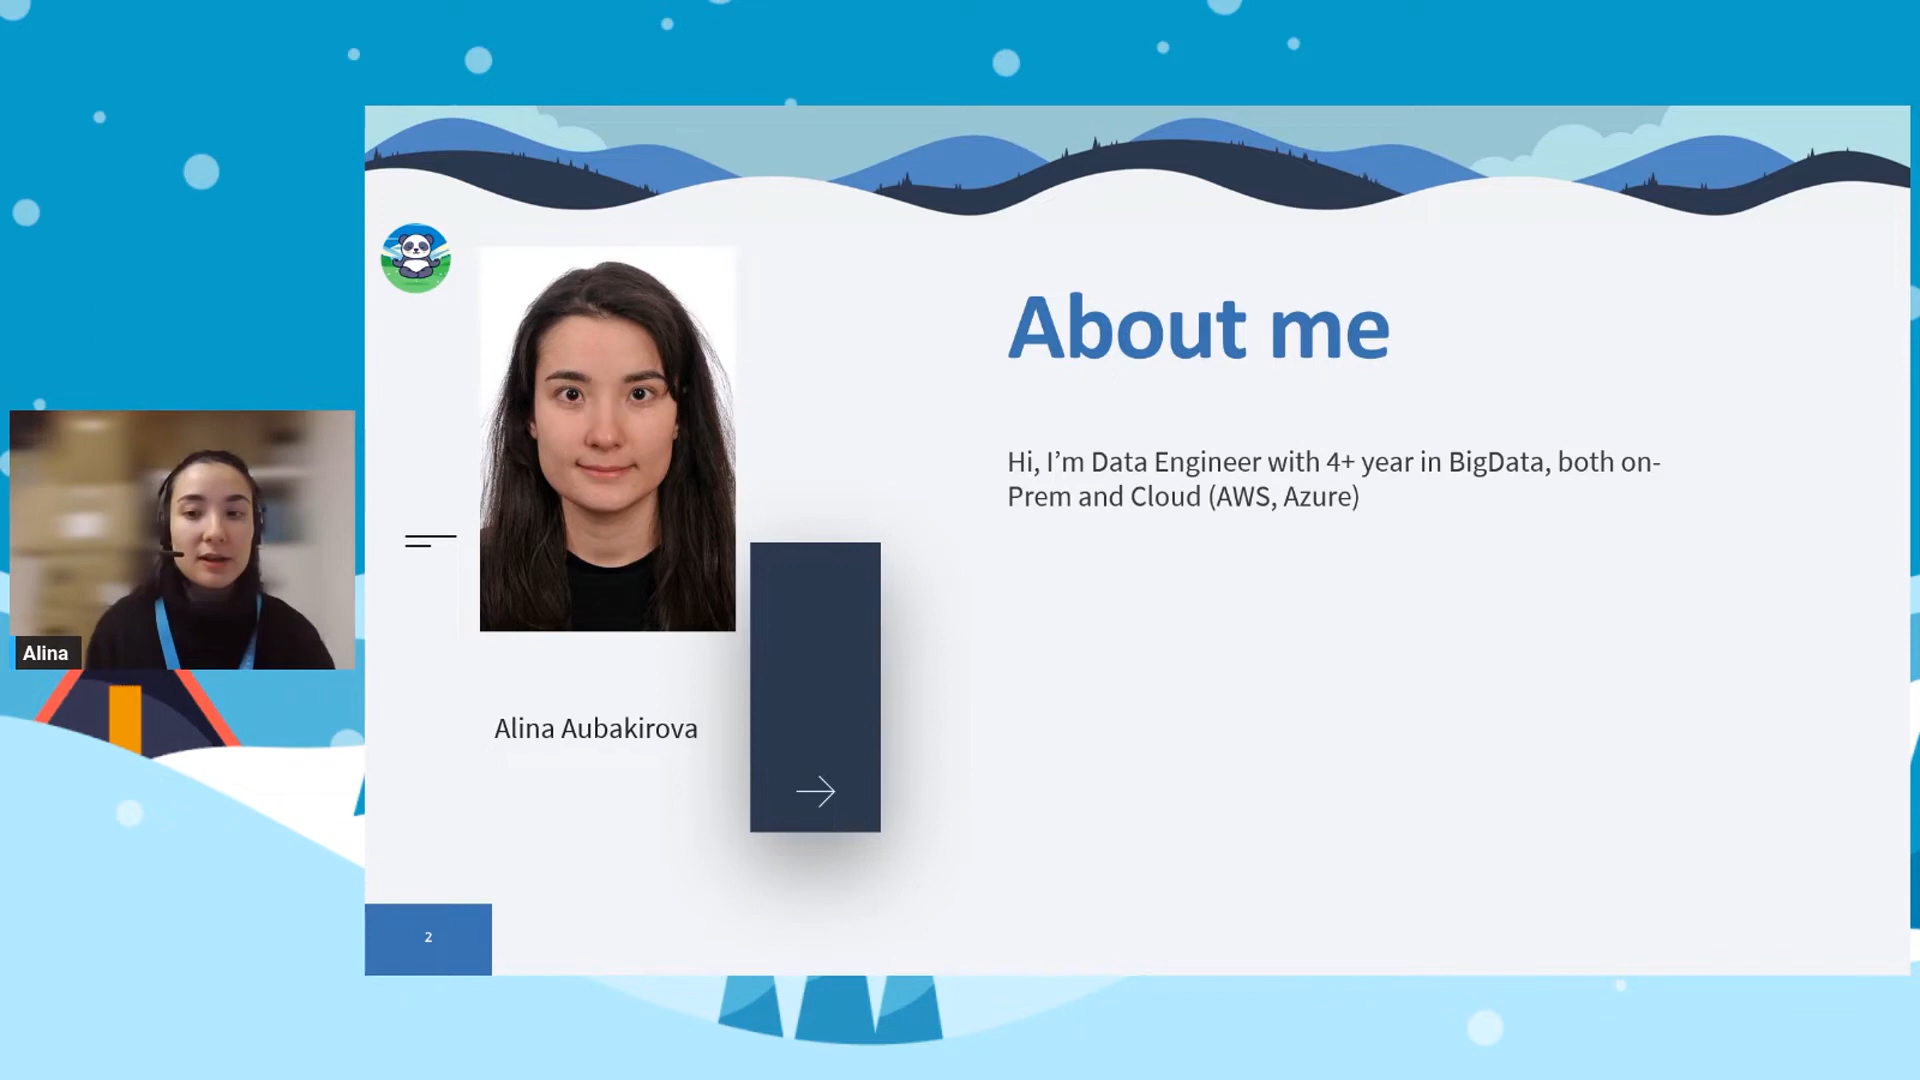 About me
Hi, I’m Data Engineer with 4+ year in BigData, both on-
Prem and Cloud (AWS, Azure)
Alina
Alina Aubakirova
2